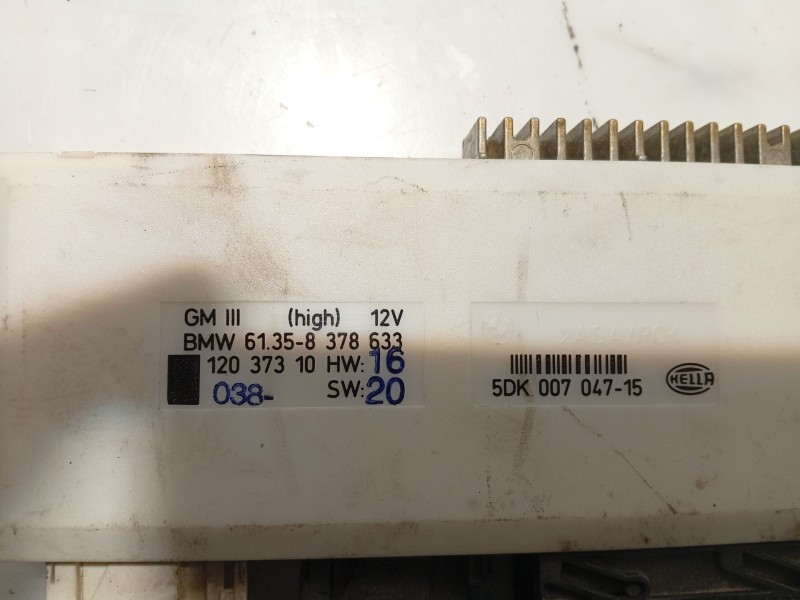 GM III (high) 12V
BMW 61.35-8 378 633
120 373 10 HW: 16
038- SW: 20
5DK 007 047-15
HELLA